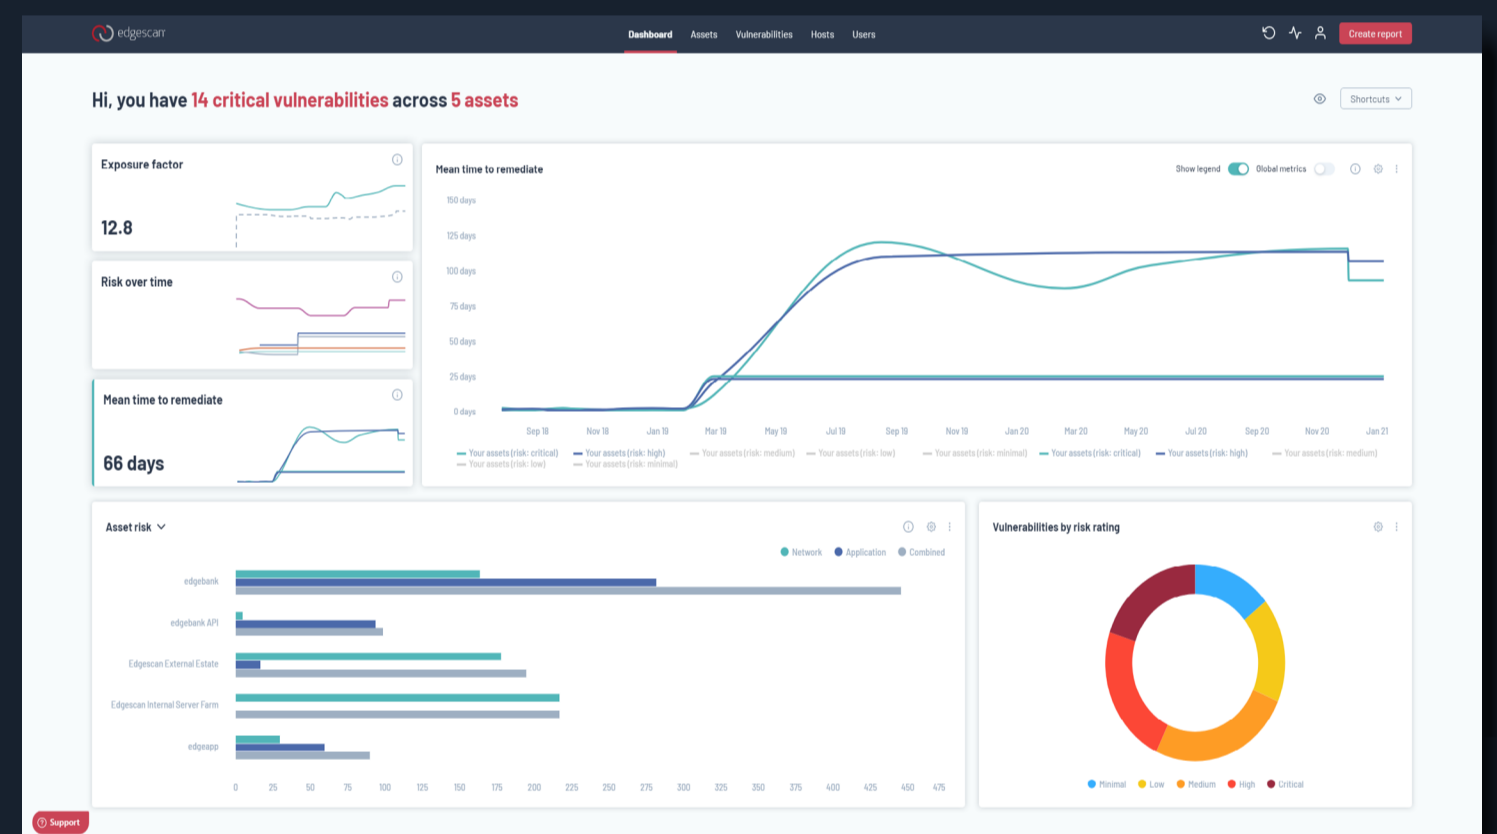 edgescan
Dashboard Assets Vulnerabilities Hosts Users
Create report
Hi, you have 14 critical vulnerabilities across 5 assets
Shortcuts
Exposure factor
12.8
Risk over time
Mean time to remediate
66 days
Mean time to remediate
Show legend Global metrics
150 days
125 days
100 days
75 days
50 days
25 days
0 days
Sep 18 Nov 18 Jan 19 Mar 19 May 19 Jul 19 Sep 19 Nov 19 Jan 20 Mar 20 May 20 Jul 20 Sep 20 Nov 20 Jan 21
Your assets (risk: critical) Your assets (risk: high) Your assets (risk: medium) Your assets (risk: low) Your assets (risk: minimal) Your assets (risk: critical) Your assets (risk: high) Your assets (risk: medium)
Your assets (risk: low) Your assets (risk: minimal)
Asset risk
Network Application Combined
edgebank
edgebank API
Edgescan External Estate
Edgescan Internal Server Farm
edgeapp
0 25 50 75 100 125 150 175 200 225 250 275 300 325 350 375 400 425 450 475
Vulnerabilities by risk rating
Minimal Low Medium High Critical
Support